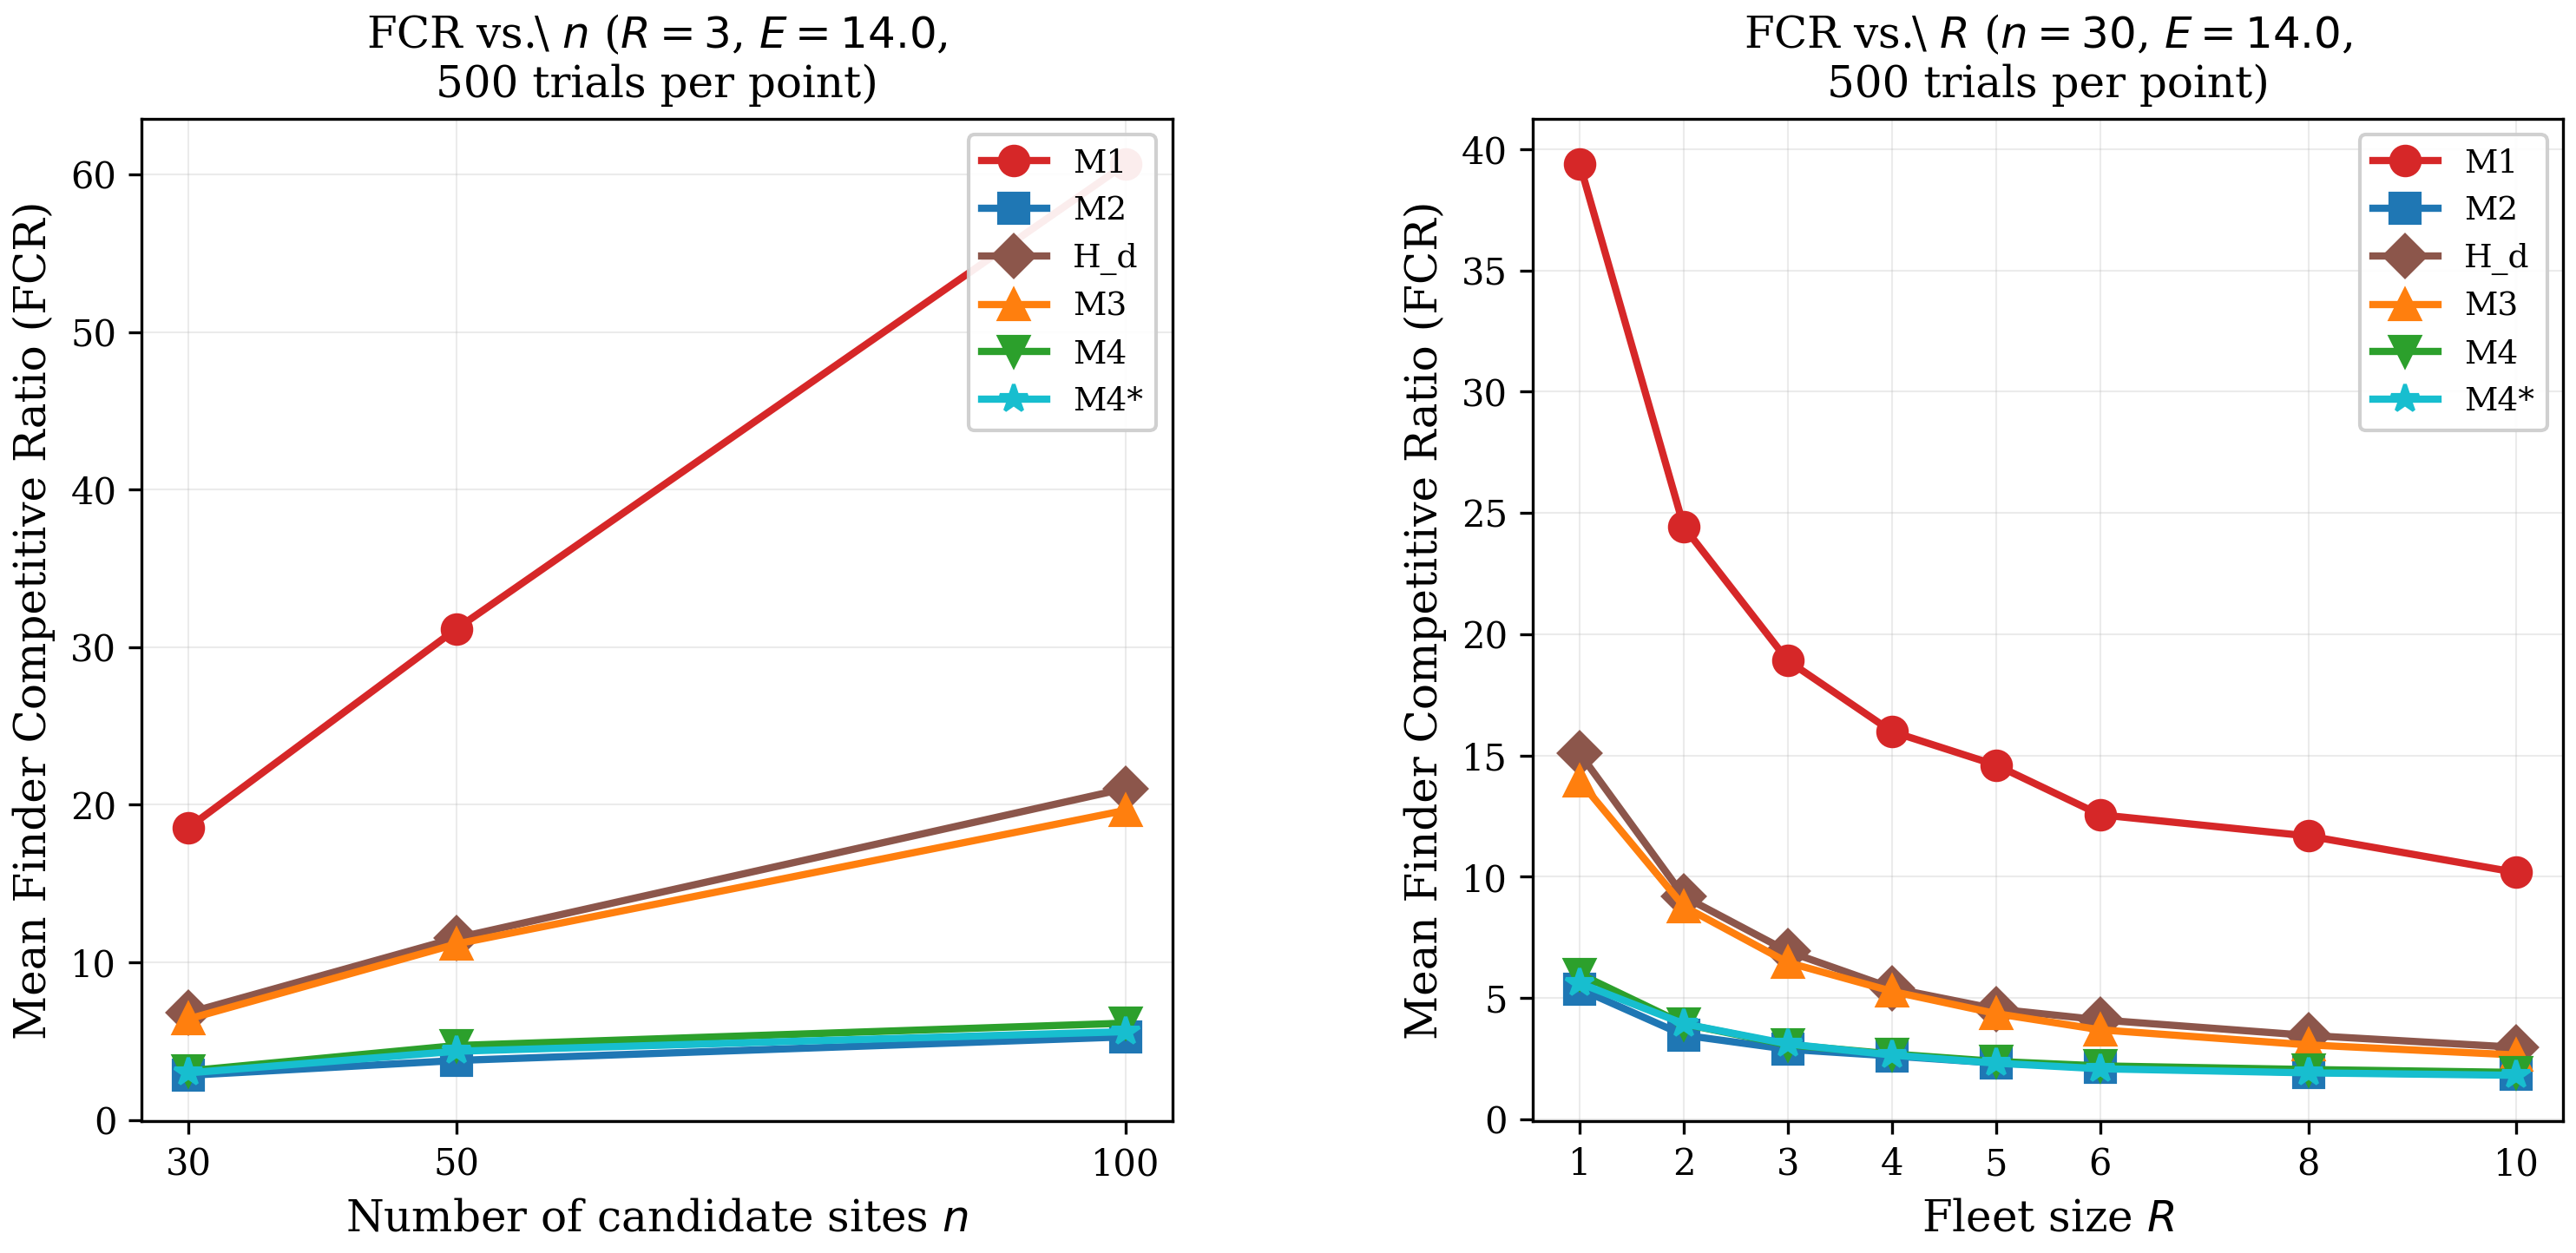 FCR vs.\ n (R = 3, E = 14.0,
500 trials per point)
Mean Finder Competitive Ratio (FCR)
60
50
40
30
20
10
0
M1
M2
H_d
M3
M4
M4*
30 50 100
Number of candidate sites n
FCR vs.\ R (n = 30, E = 14.0,
500 trials per point)
Mean Finder Competitive Ratio (FCR)
40
35
30
25
20
15
10
5
0
M1
M2
H_d
M3
M4
M4*
1 2 3 4 5 6 8 10
Fleet size R